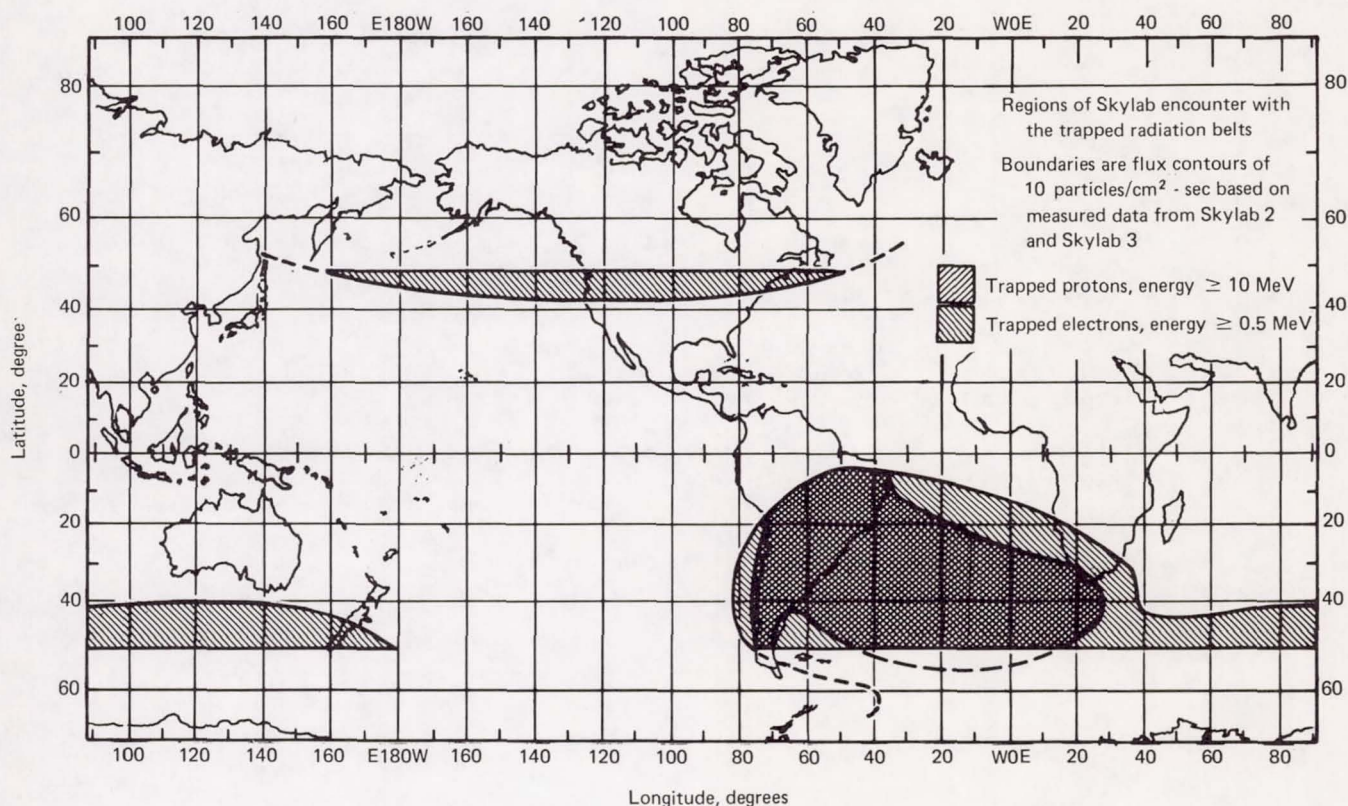 100 120 140 160 E180W 160 140 120 100 80 60 40 20 W0E 20 40 60 80
80 80
Regions of Skylab encounter with
the trapped radiation belts
Boundaries are flux contours of
10 particles/cm² - sec based on
measured data from Skylab 2
and Skylab 3
60 60
Trapped protons, energy ≥ 10 MeV
40 40
Trapped electrons, energy ≥ 0.5 MeV
Latitude, degree
20 20
0 0
20 20
40 40
60 60
100 120 140 160 E180W 160 140 120 100 80 60 40 20 W0E 20 40 60 80
Longitude, degrees